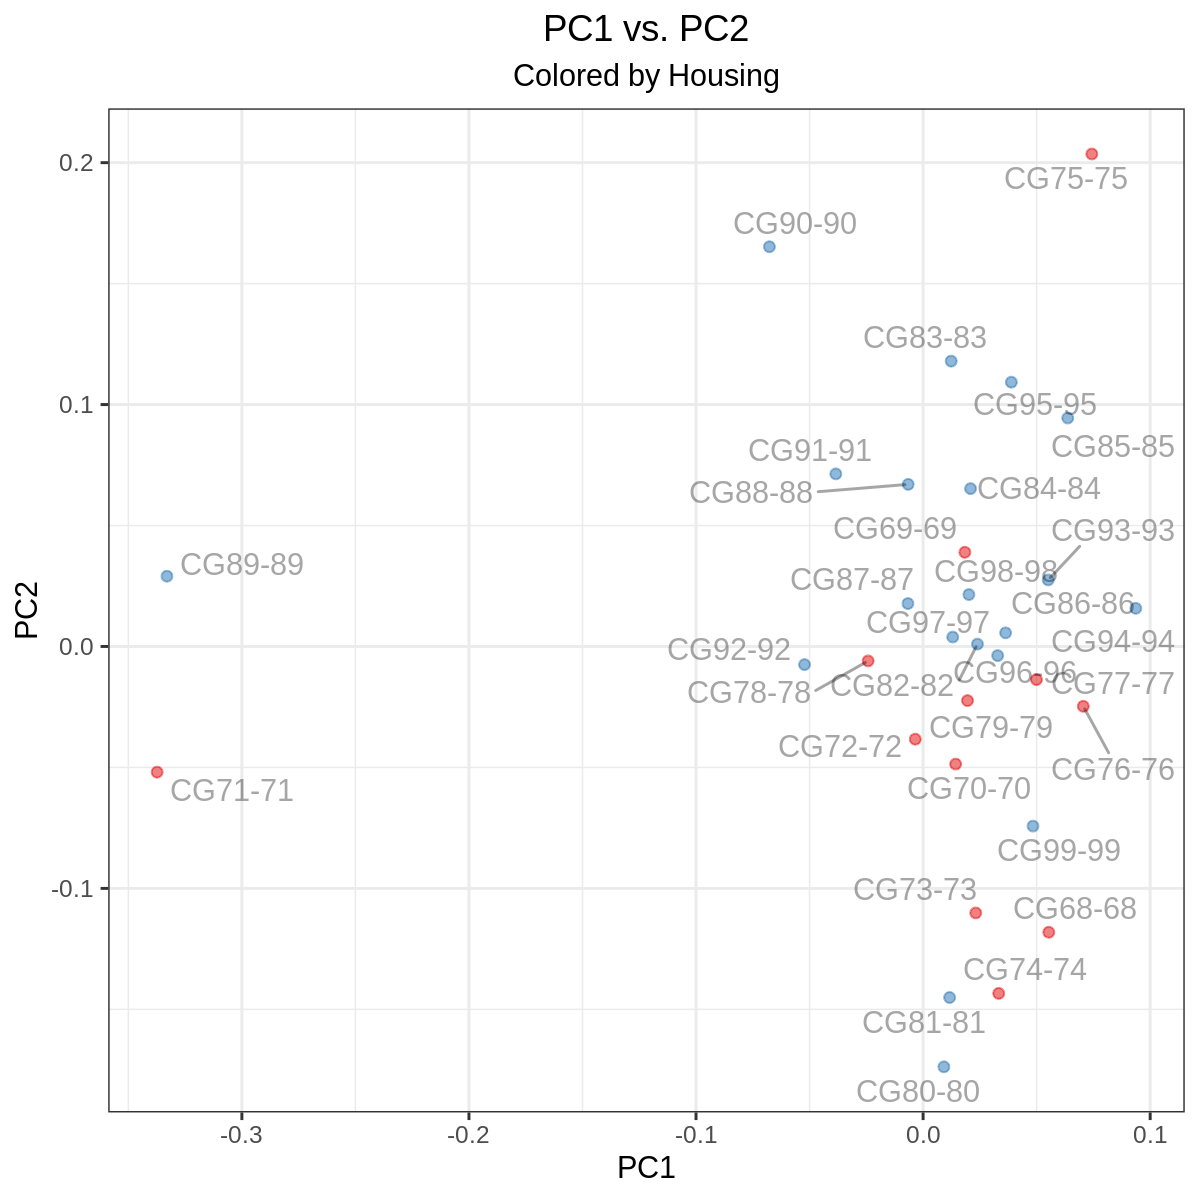 PC1 vs. PC2
Colored by Housing
0.2
CG75-75
CG90-90
CG83-83
0.1
CG95-95
CG85-85
CG91-91
CG88-88
CG84-84
CG69-69
CG93-93
CG89-89
CG87-87
CG98-98
CG86-86
PC2
CG97-97
0.0
CG92-92
CG94-94
CG78-78
CG82-82
CG96-96
CG77-77
CG79-79
CG72-72
CG76-76
CG71-71
CG70-70
CG99-99
-0.1
CG73-73
CG68-68
CG74-74
CG81-81
CG80-80
-0.3
-0.2
-0.1
0.0
0.1
PC1